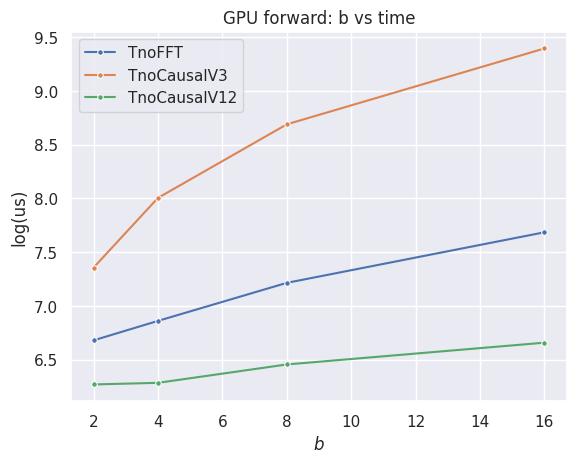 GPU forward: b vs time
TnoFFT
TnoCausalV3
TnoCausalV12
log(us)
9.5
9.0
8.5
8.0
7.5
7.0
6.5
2 4 6 8 10 12 14 16
b